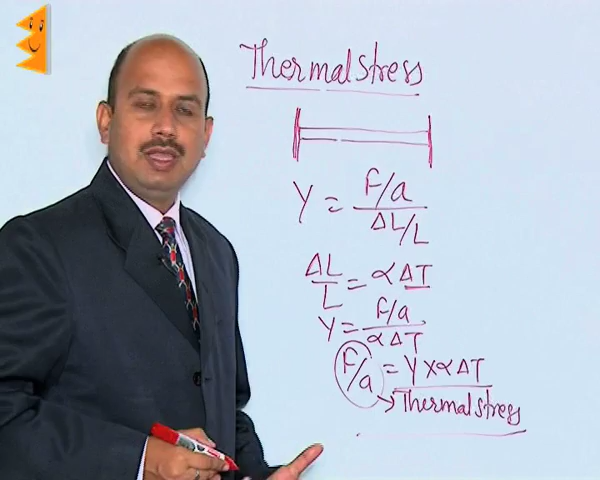 Thermal stress
Y = F/a / ΔL/L
ΔL/L = α ΔT
Y = F/a / α ΔT
F/a = Y x α ΔT
Thermal stress